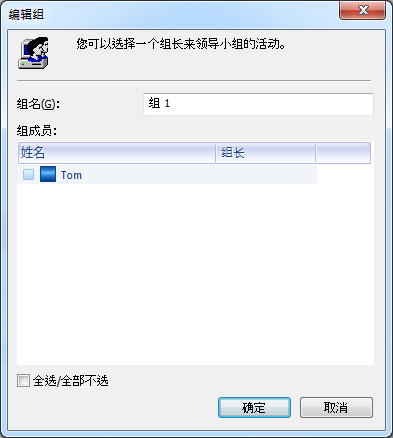 编辑组
您可以选择一个组长来领导小组的活动。
组名(G): 组 1
组成员:
姓名 组长
Tom
全选/全部不选
确定 取消